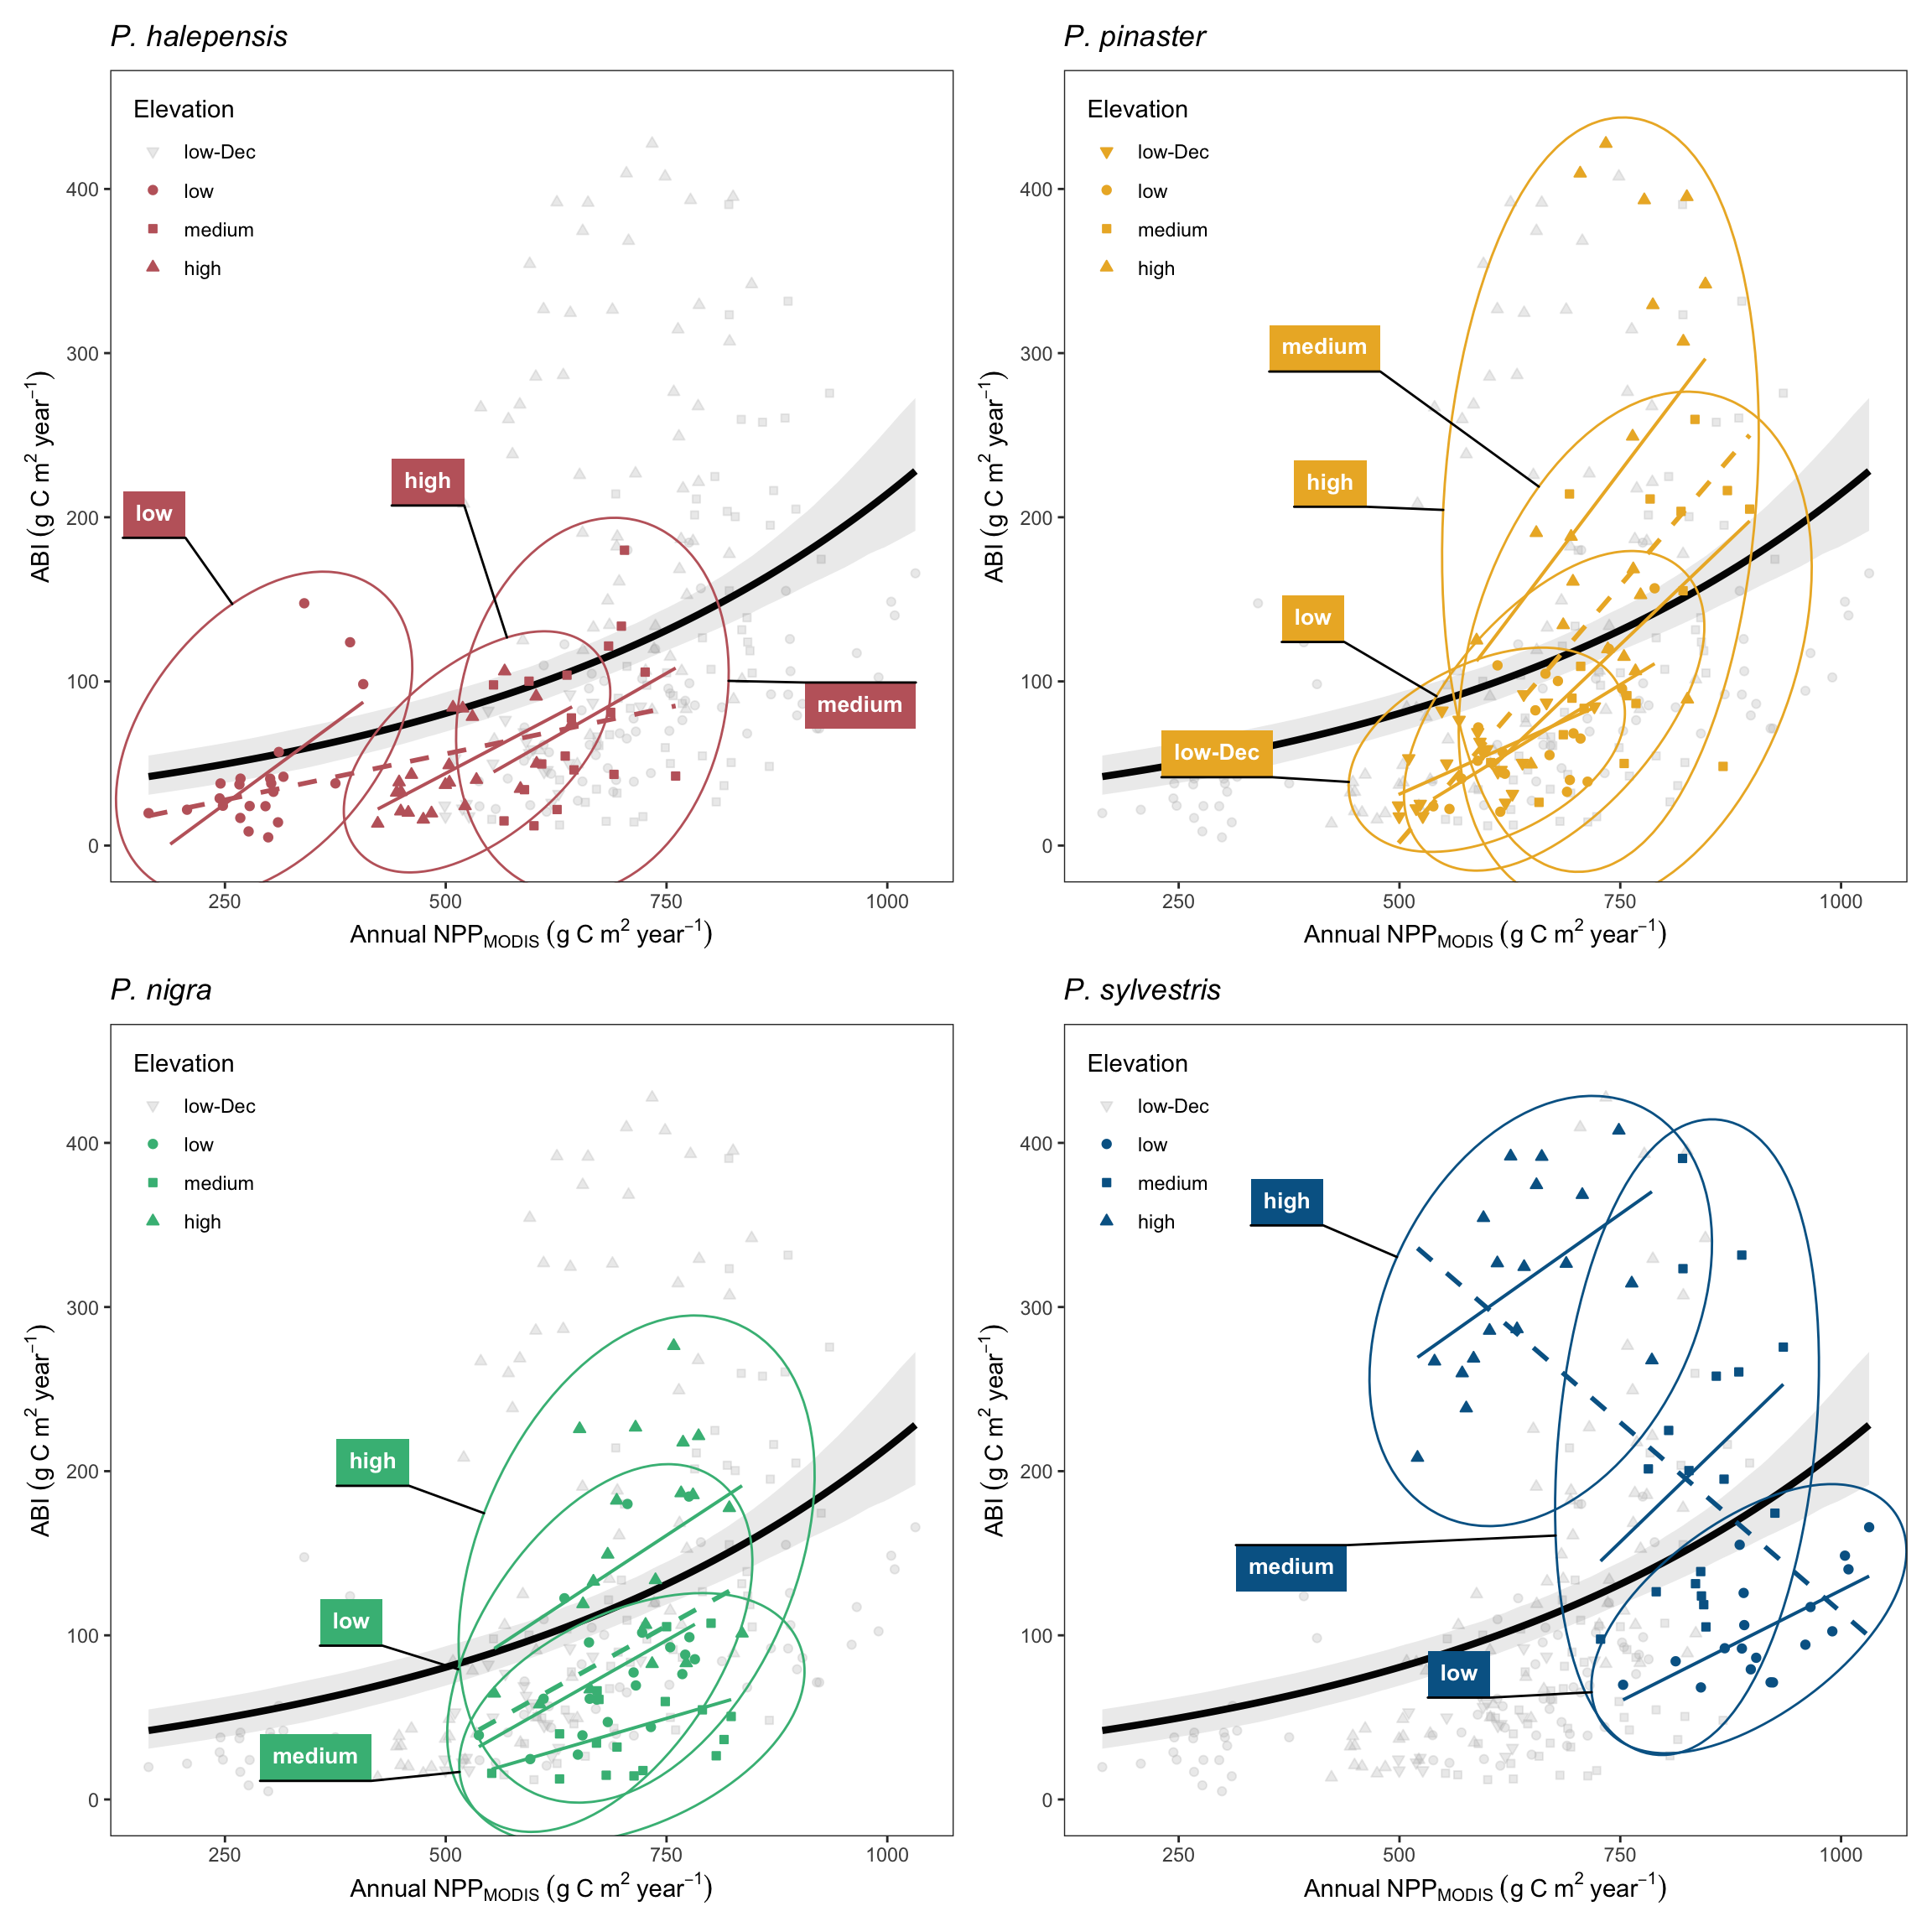 P. halepensis
Elevation
low-Dec
low
medium
high
400
300
200
100
0
low
high
medium
250
500
750
1000
ABI (g C m² year⁻¹)
Annual NPP_MODIS (g C m² year⁻¹)
P. pinaster
Elevation
low-Dec
low
medium
high
400
300
200
100
0
medium
high
low
low-Dec
250
500
750
1000
ABI (g C m² year⁻¹)
Annual NPP_MODIS (g C m² year⁻¹)
P. nigra
Elevation
low-Dec
low
medium
high
400
300
200
100
0
high
low
medium
250
500
750
1000
ABI (g C m² year⁻¹)
Annual NPP_MODIS (g C m² year⁻¹)
P. sylvestris
Elevation
low-Dec
low
medium
high
400
300
200
100
0
high
medium
low
250
500
750
1000
ABI (g C m² year⁻¹)
Annual NPP_MODIS (g C m² year⁻¹)